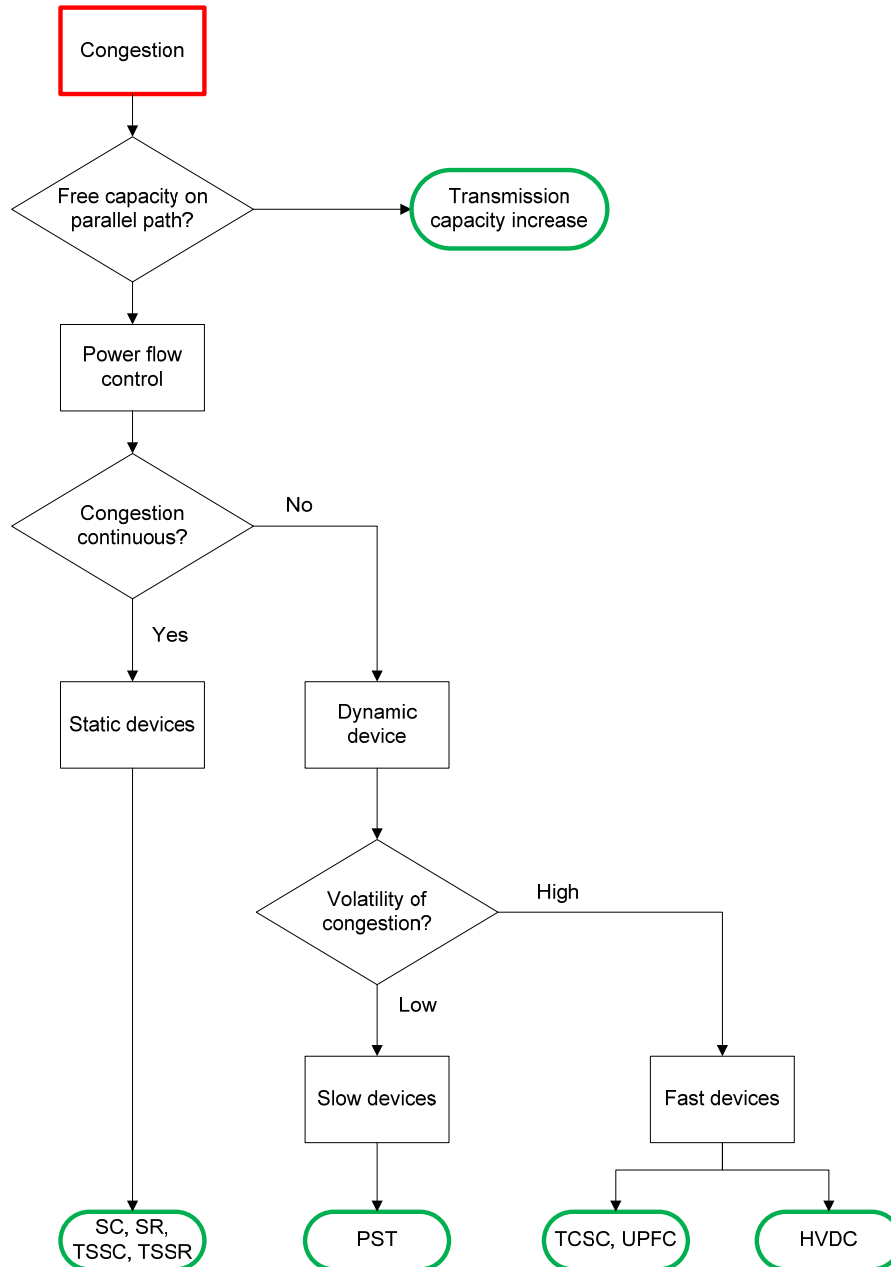 Congestion
Free capacity on
parallel path?
Transmission
capacity increase
Power flow
control
Congestion
continuous?
No
Yes
Static devices
Dynamic
device
Volatility of
congestion?
High
Low
Slow devices
Fast devices
SC, SR,
TSSC, TSSR
PST
TCSC, UPFC
HVDC